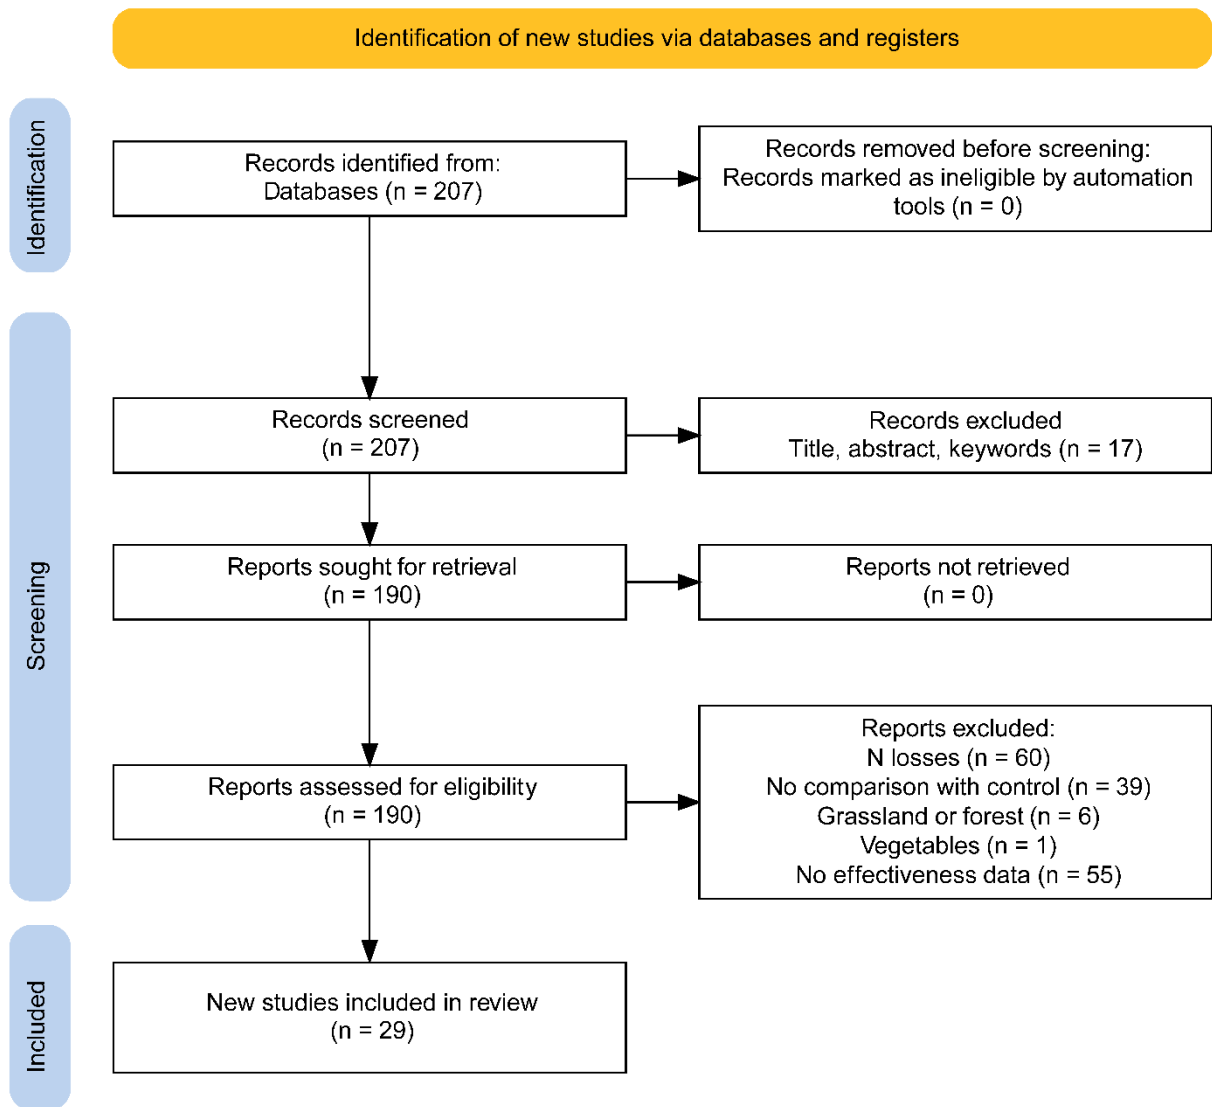 Identification of new studies via databases and registers
Identification
Records identified from:
Databases (n = 207)
Records removed before screening:
Records marked as ineligible by automation
tools (n = 0)
Screening
Records screened
(n = 207)
Records excluded
Title, abstract, keywords (n = 17)
Reports sought for retrieval
(n = 190)
Reports not retrieved
(n = 0)
Reports assessed for eligibility
(n = 190)
Reports excluded:
N losses (n = 60)
No comparison with control (n = 39)
Grassland or forest (n = 6)
Vegetables (n = 1)
No effectiveness data (n = 55)
Included
New studies included in review
(n = 29)